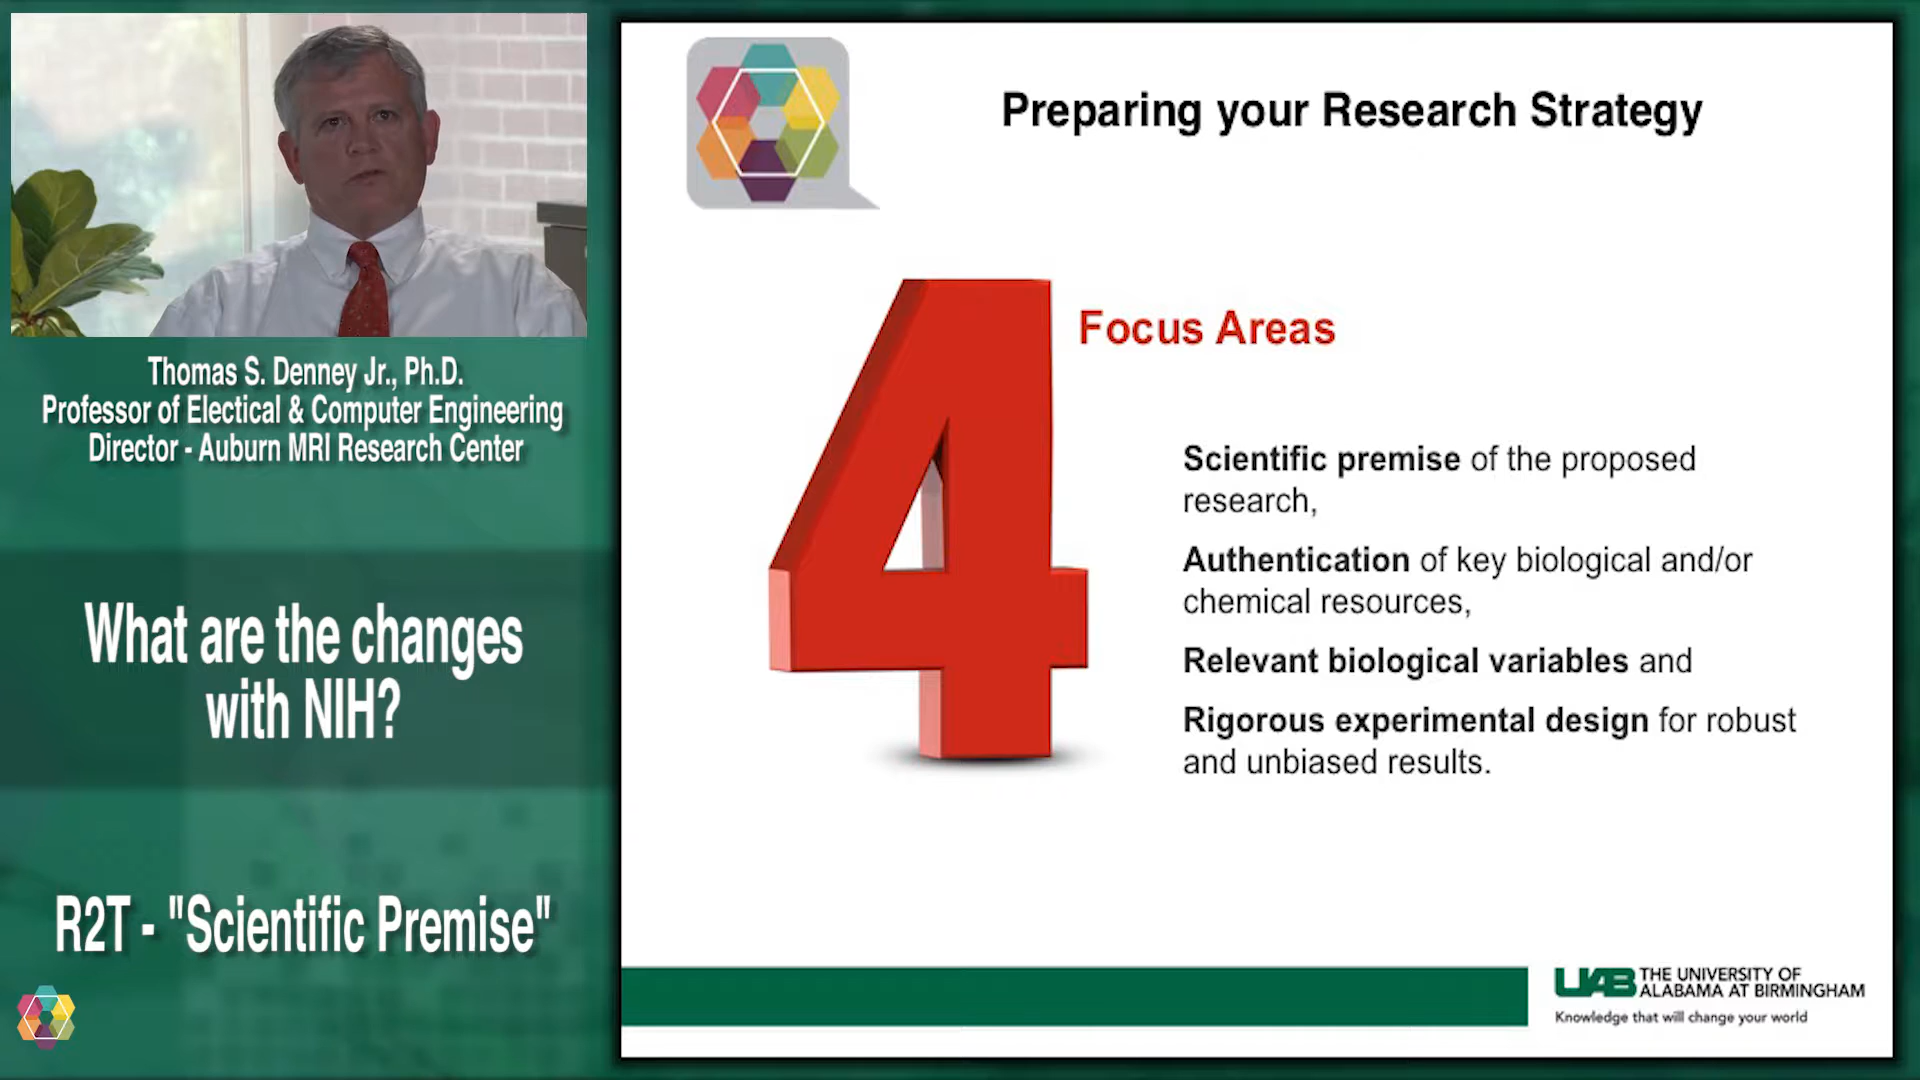 Thomas S. Denney Jr., Ph.D.
Professor of Electical & Computer Engineering
Director - Auburn MRI Research Center
What are the changes
with NIH?
R2T - "Scientific Premise"
Preparing your Research Strategy
4
Focus Areas
Scientific premise of the proposed
research,
Authentication of key biological and/or
chemical resources,
Relevant biological variables and
Rigorous experimental design for robust
and unbiased results.
UAB
THE UNIVERSITY OF
ALABAMA AT BIRMINGHAM
Knowledge that will change your world